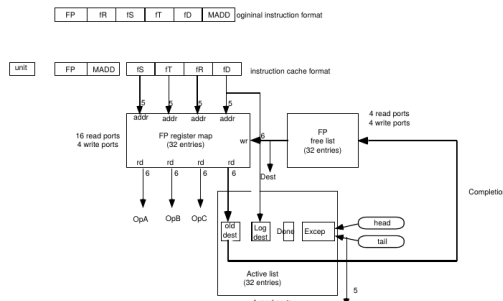 FP fR fS fT fD MADD ogininal instruction format
unit FP MADD fS fT fR fD instruction cache format
5 5 5 5
addr addr addr addr
16 read ports
4 write ports
FP register map
(32 entries)
wr 6
FP
free list
(32 entries)
4 read ports
4 write ports
rd rd rd rd
6 6 6 6
Dest
OpA OpB OpC
Completio
old
dest
Log
dest
Done
Excep
head
tail
Active list
(32 entries)
5